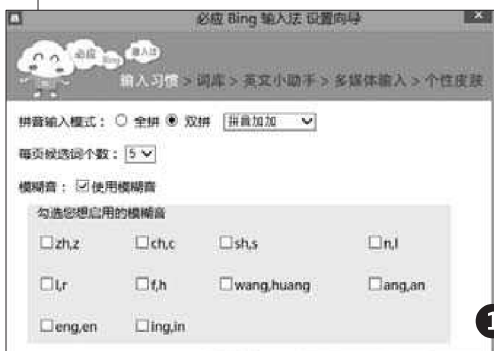 必应 Bing 输入法 设置向导
必应 Bing 输入法
输入习惯 > 词库 > 英文小助手 > 多媒体输入 > 个性皮肤
拼音输入模式： 全拼 双拼 拼音加加
每页候选词个数： 5
模糊音： 使用模糊音
勾选您想启用的模糊音
zh,z ch,c sh,s n,l
l,r f,h wang,huang ang,an
eng,en ing,in
1